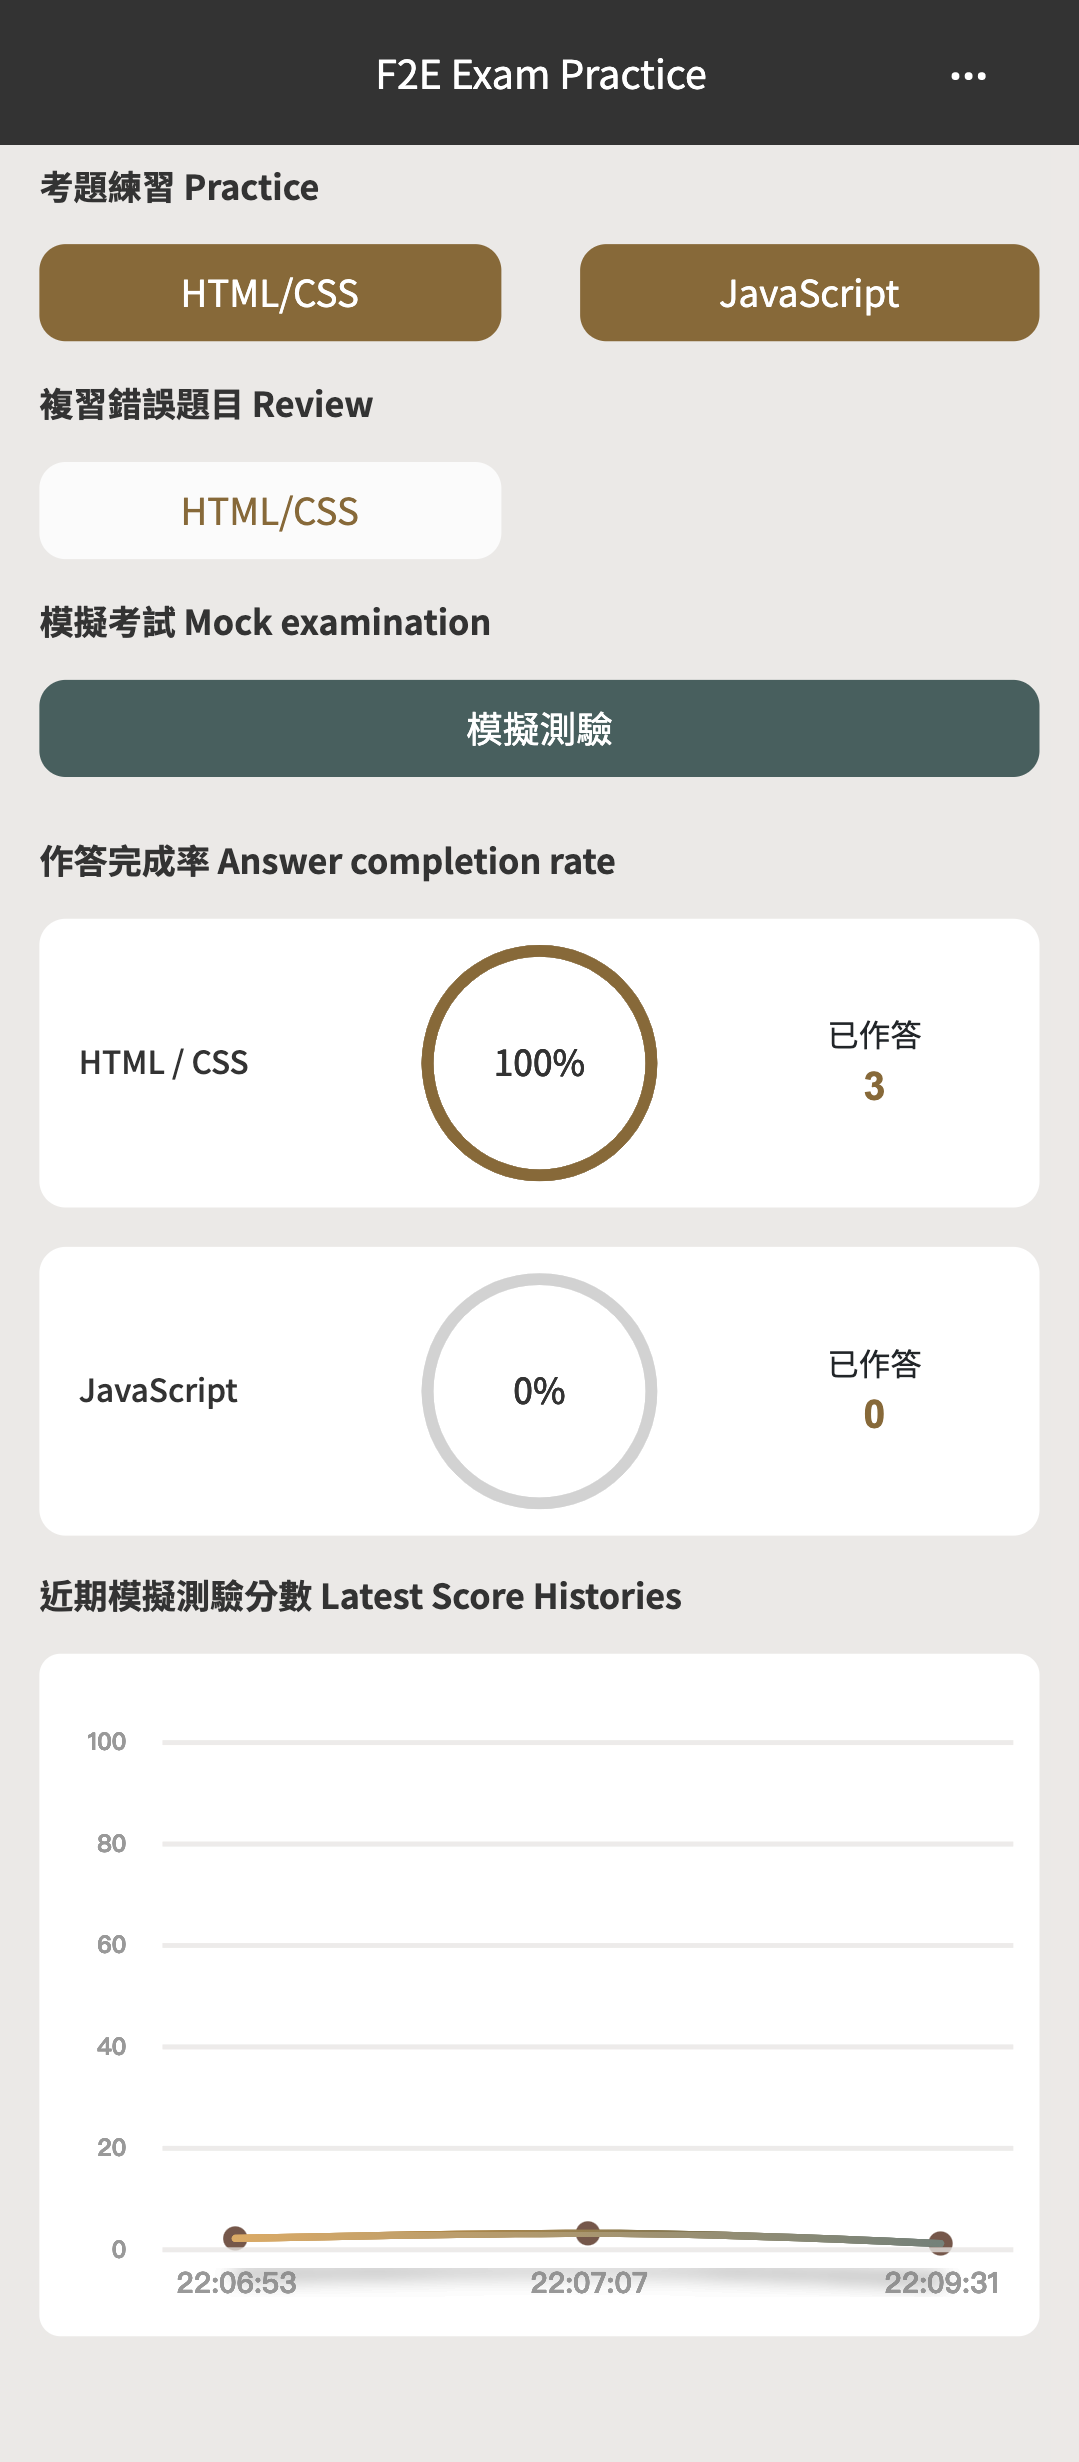 F2E Exam Practice
考題練習 Practice
HTML/CSS
JavaScript
複習錯誤題目 Review
HTML/CSS
模擬考試 Mock examination
模擬測驗
作答完成率 Answer completion rate
HTML / CSS
100%
已作答
3
JavaScript
0%
已作答
0
近期模擬測驗分數 Latest Score Histories
100
80
60
40
20
0
22:06:53
22:07:07
22:09:31